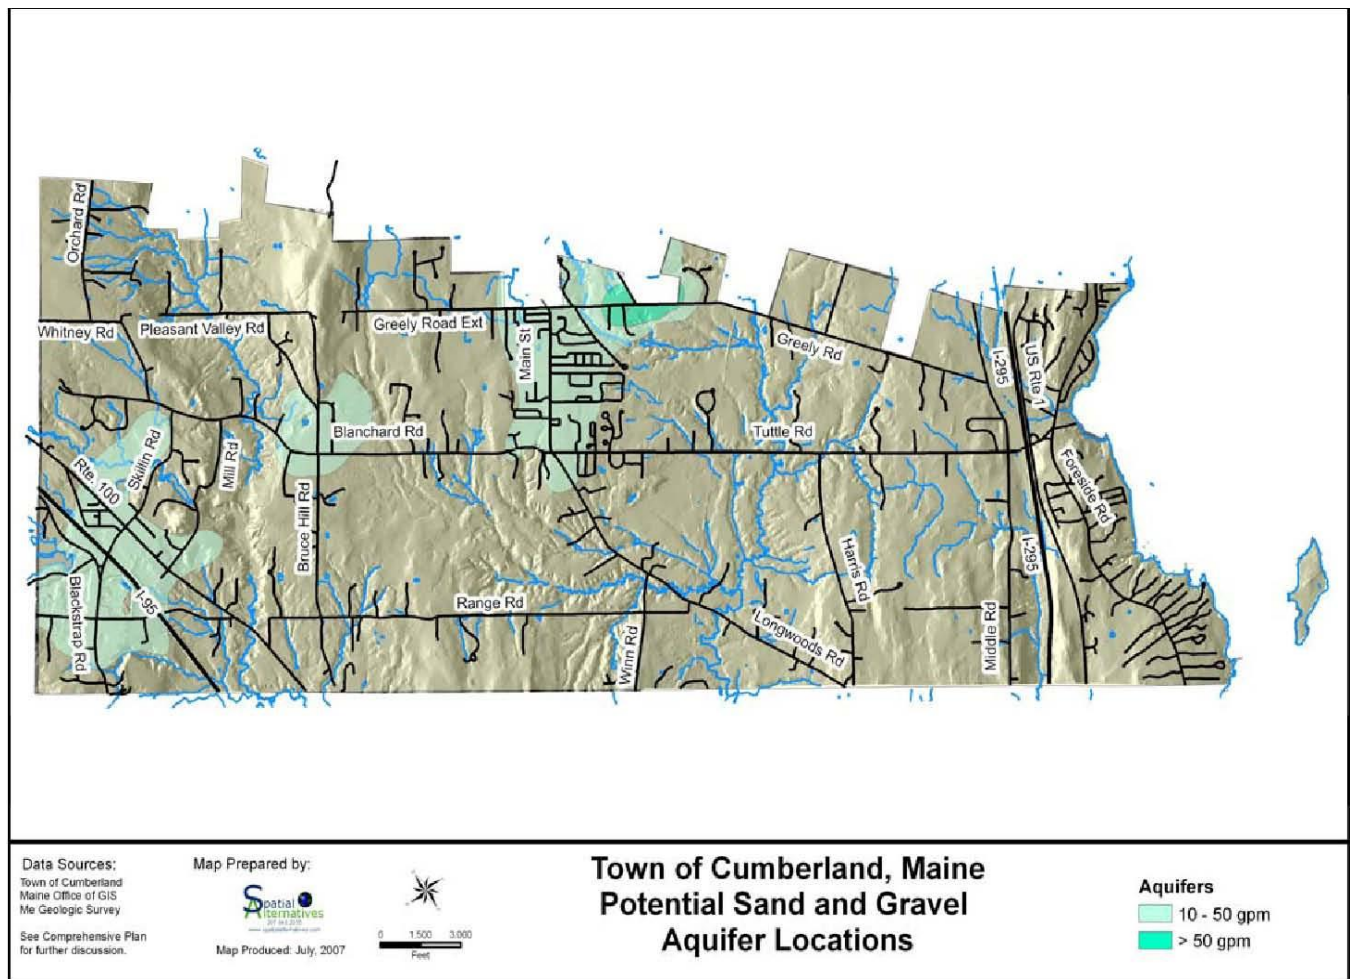 Orchard Rd
Whitney Rd
Pleasant Valley Rd
Greely Road Ext
Main St
Greely Rd
I-295
US Rte 1
Blanchard Rd
Tuttle Rd
Skillin Rd
Mill Rd
Rte. 100
Bruce Hill Rd
Foreside Rd
Harris Rd
I-295
Blackstrap Rd
I-95
Range Rd
Winn Rd
Longwoods Rd
Middle Rd
Data Sources:
Town of Cumberland
Maine Office of GIS
Me Geologic Survey
See Comprehensive Plan
for further discussion.
Map Prepared by:
Spatial
Alternatives
Map Produced: July, 2007
0 1,500 3,000
Feet
Town of Cumberland, Maine
Potential Sand and Gravel
Aquifer Locations
Aquifers
10 - 50 gpm
> 50 gpm